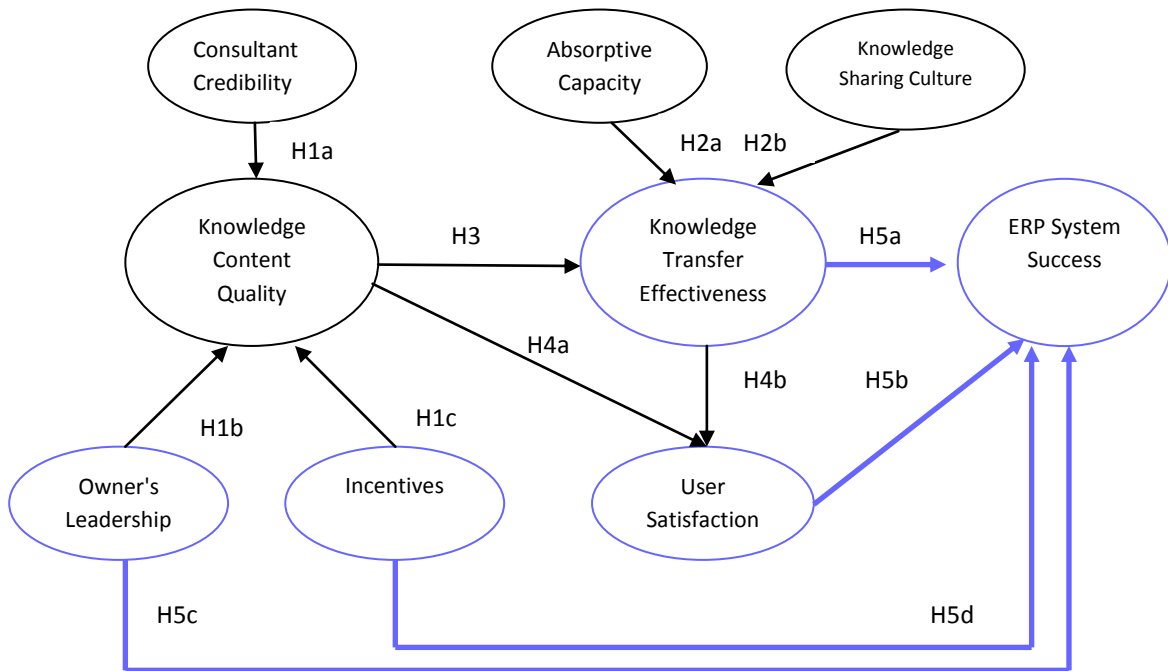 Consultant
Credibility
Absorptive
Capacity
Knowledge
Sharing Culture
H1a
H2a
H2b
Knowledge
Content
Quality
H3
Knowledge
Transfer
Effectiveness
H5a
ERP System
Success
H4a
H4b
H5b
H1b
H1c
Owner's
Leadership
Incentives
User
Satisfaction
H5c
H5d